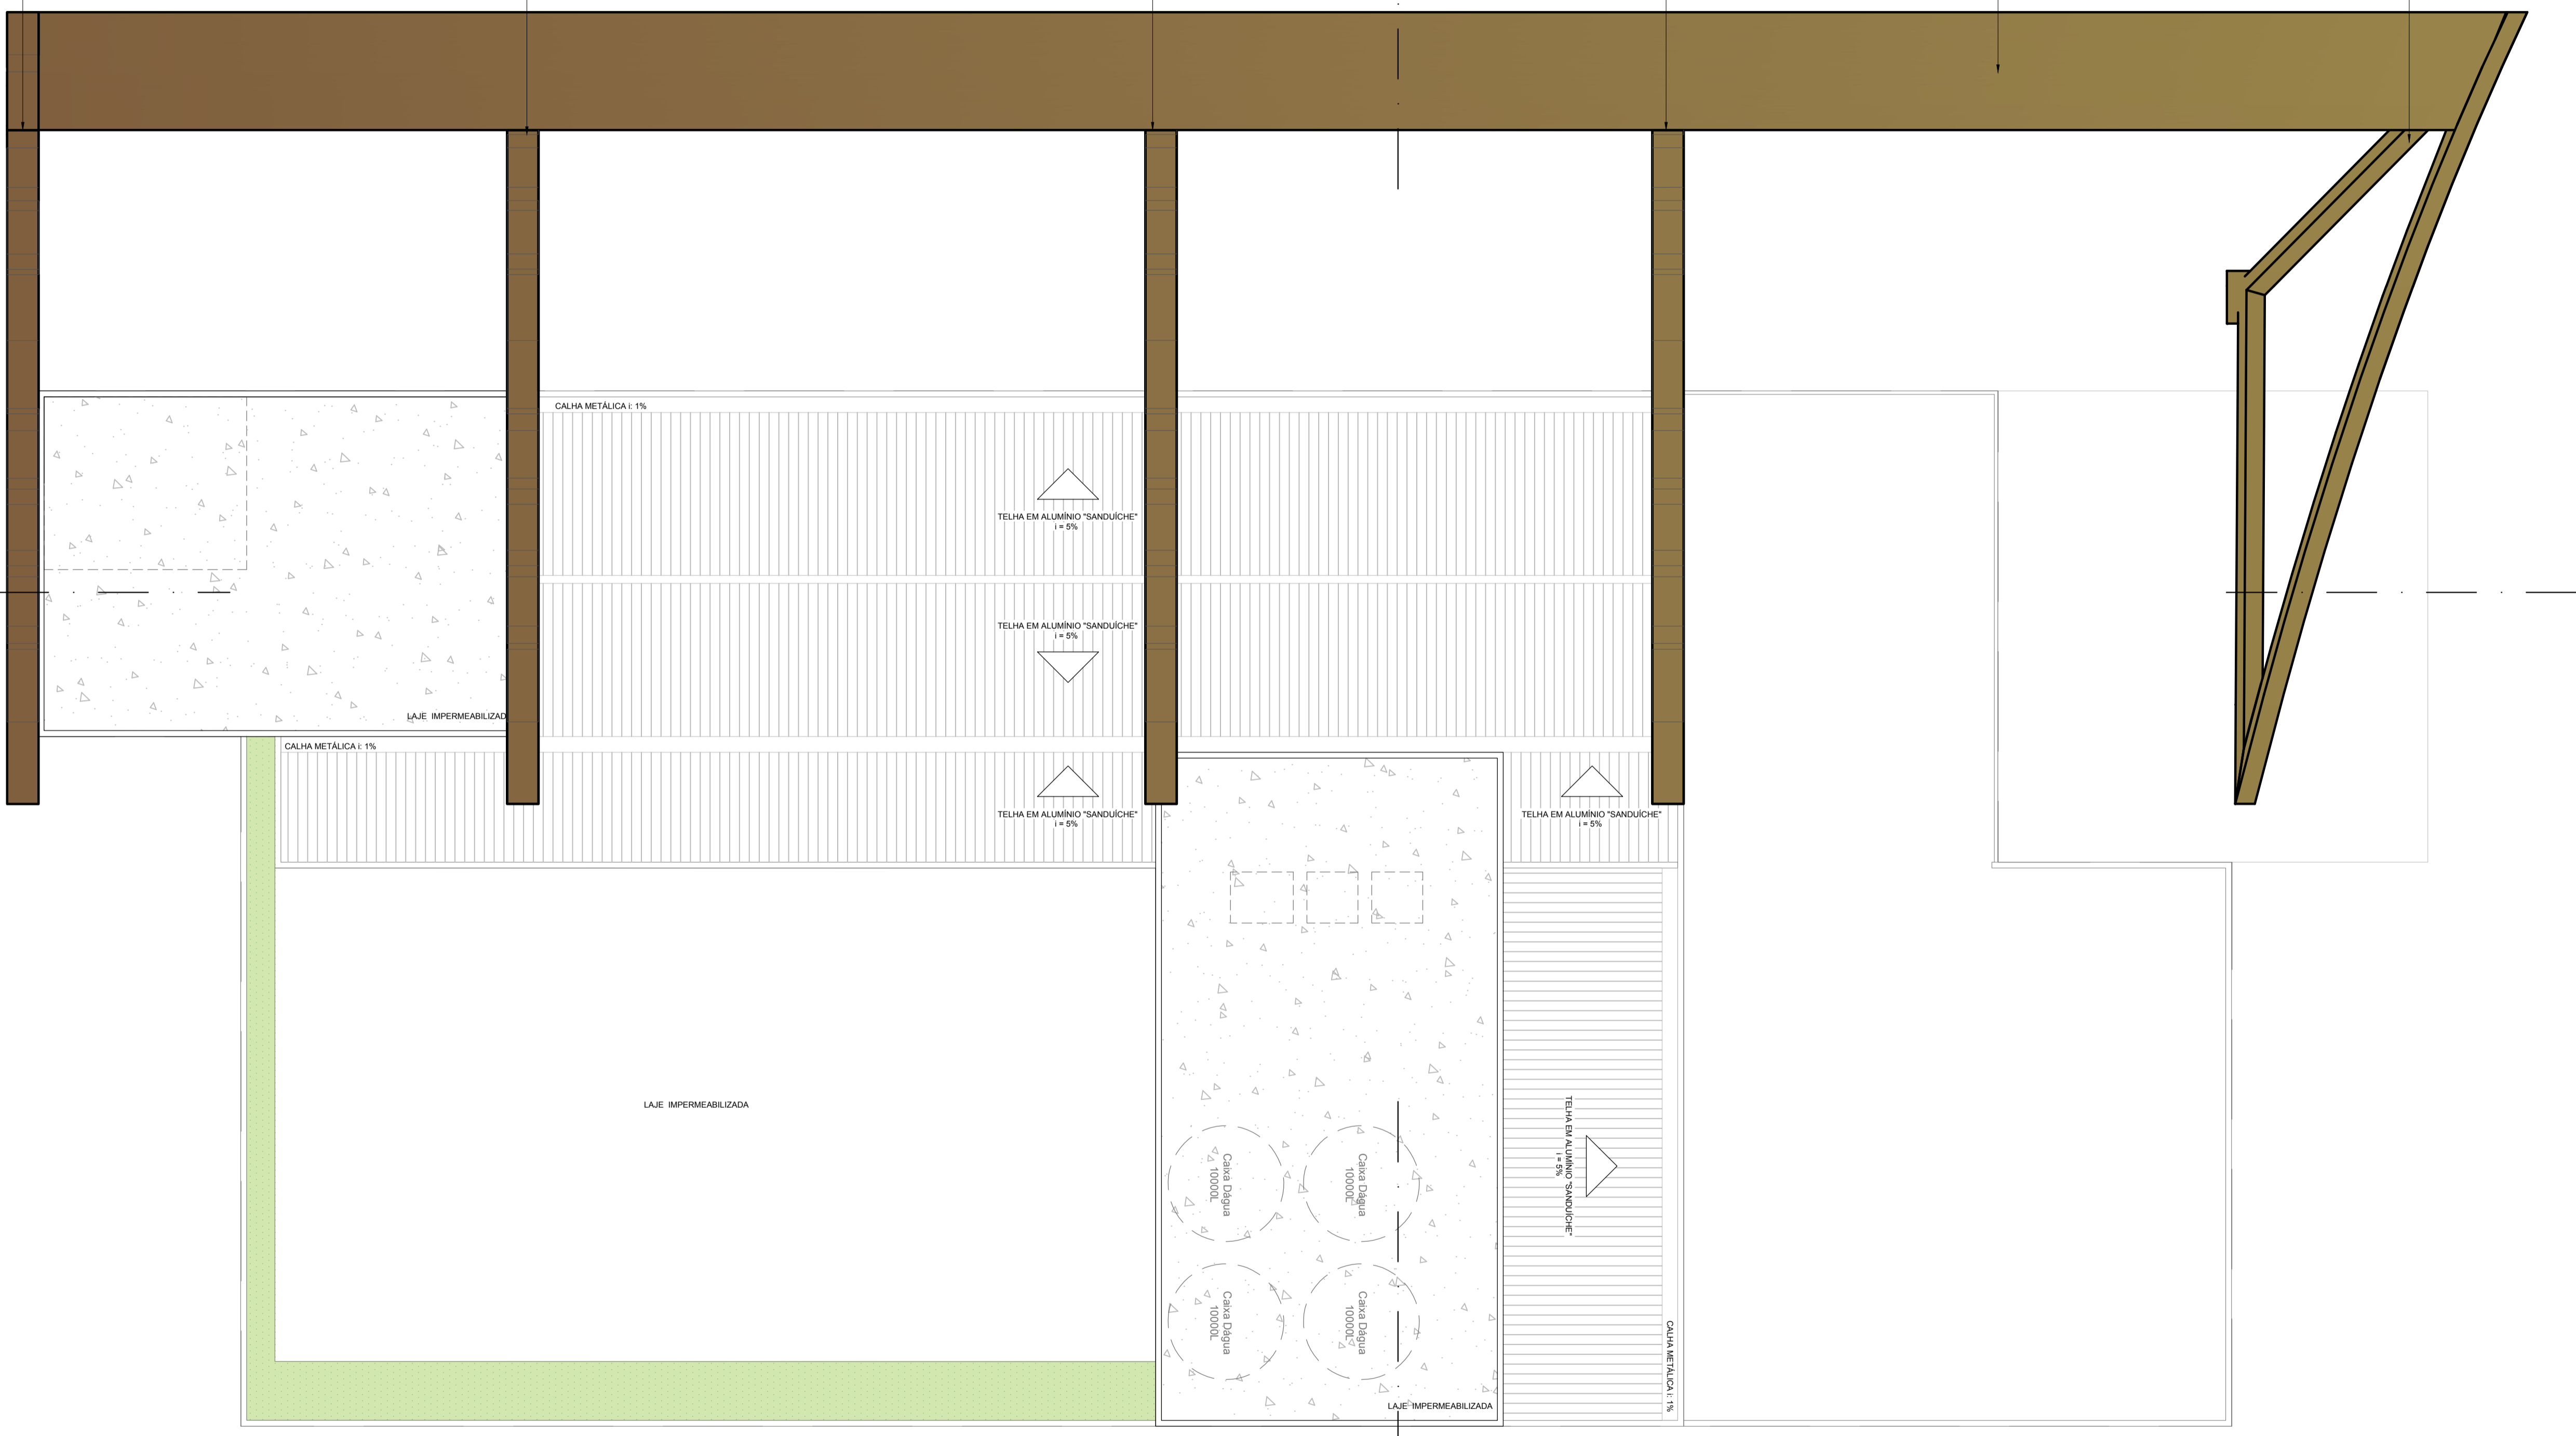 CALHA METÁLICA i: 1%
TELHA EM ALUMÍNIO "SANDUÍCHE"
i = 5%
TELHA EM ALUMÍNIO "SANDUÍCHE"
i = 5%
LAJE IMPERMEABILIZAD
CALHA METÁLICA i: 1%
TELHA EM ALUMÍNIO "SANDUÍCHE"
i = 5%
TELHA EM ALUMÍNIO "SANDUÍCHE"
i = 5%
LAJE IMPERMEABILIZADA
TELHA EM ALUMÍNIO "SANDUÍCHE"
i = 5%
Caixa Dágua
10000L
Caixa Dágua
10000L
Caixa Dágua
10000L
Caixa Dágua
10000L
CALHA METÁLICA i: 1%
LAJE IMPERMEABILIZADA